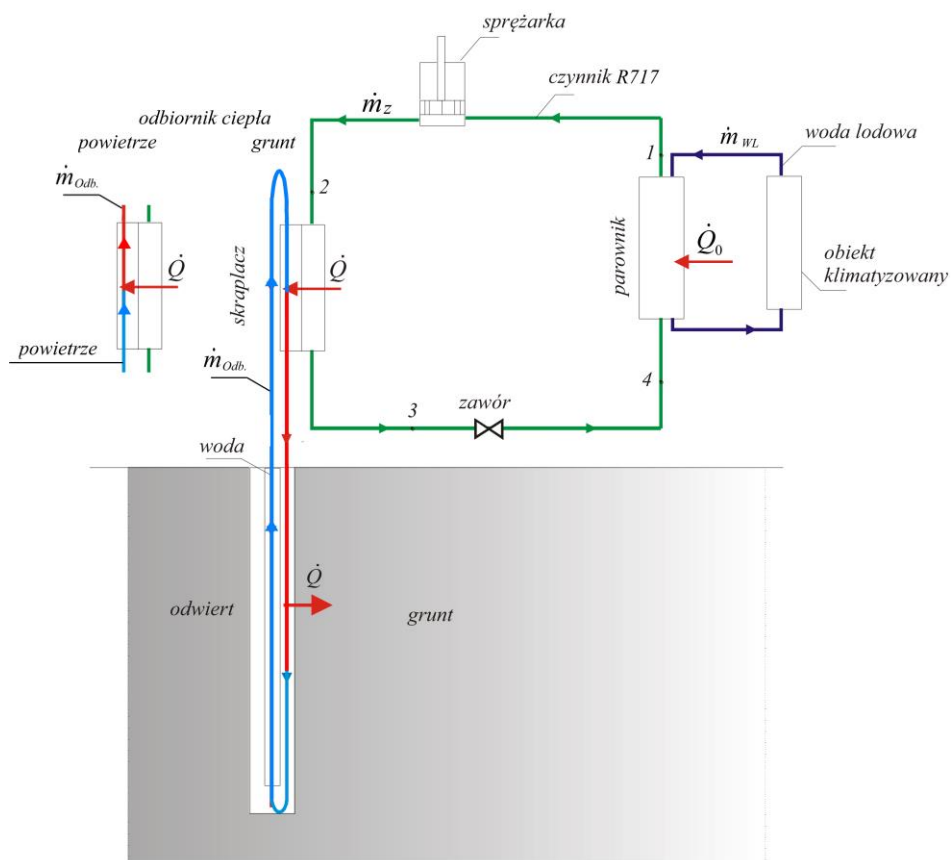 sprężarka
czynnik R717
ṁz
odbiornik ciepła
powietrze
grunt
ṁOdb.
1
ṁWL
woda lodowa
2
Q̇
skraplacz
Q̇
parownik
Q̇0
obiekt
klimatyzowany
powietrze
ṁOdb.
4
zawór
3
woda
Q̇
odwiert
grunt